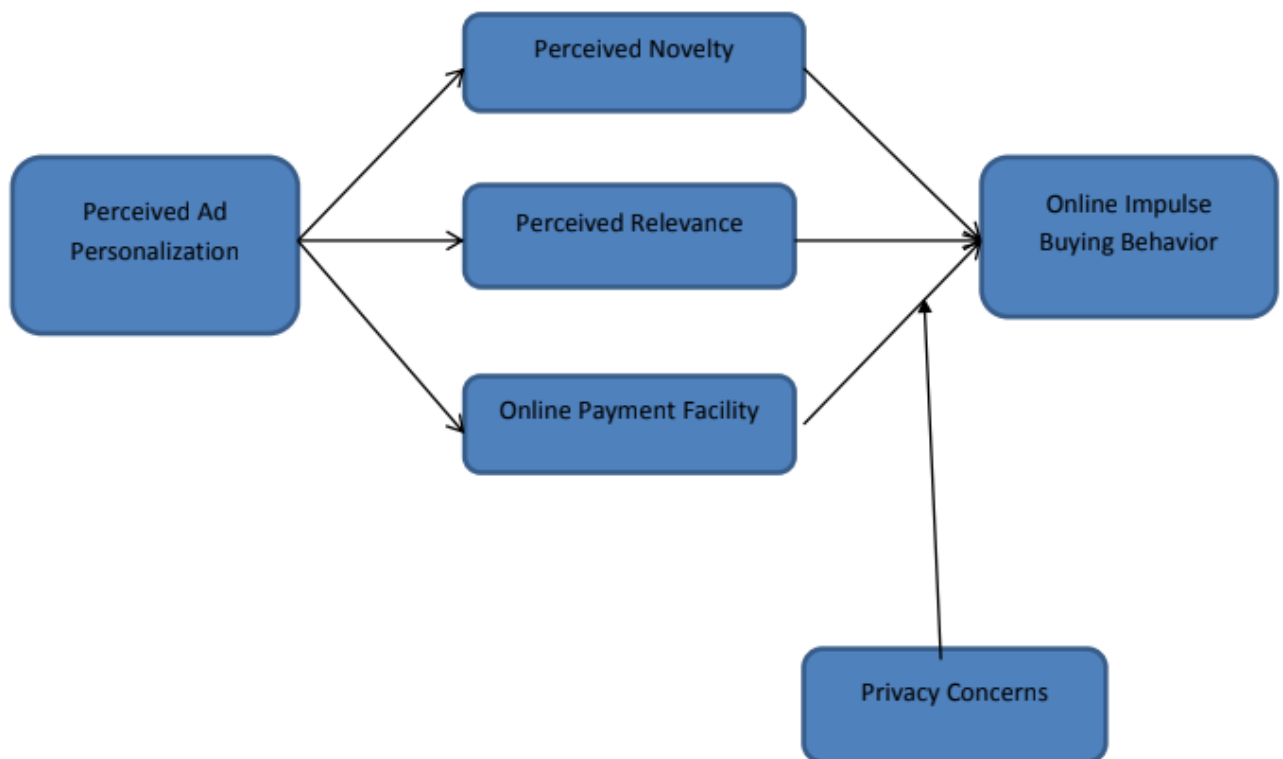 Perceived Novelty
Perceived Ad
Personalization
Perceived Relevance
Online Impulse
Buying Behavior
Online Payment Facility
Privacy Concerns